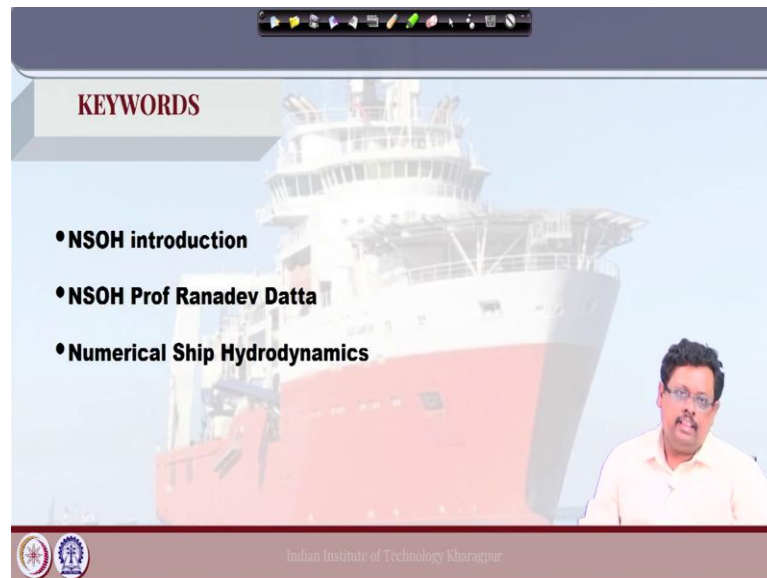 KEYWORDS
•NSOH introduction
•NSOH Prof Ranadev Datta
•Numerical Ship Hydrodynamics
Indian Institute of Technology Kharagpur